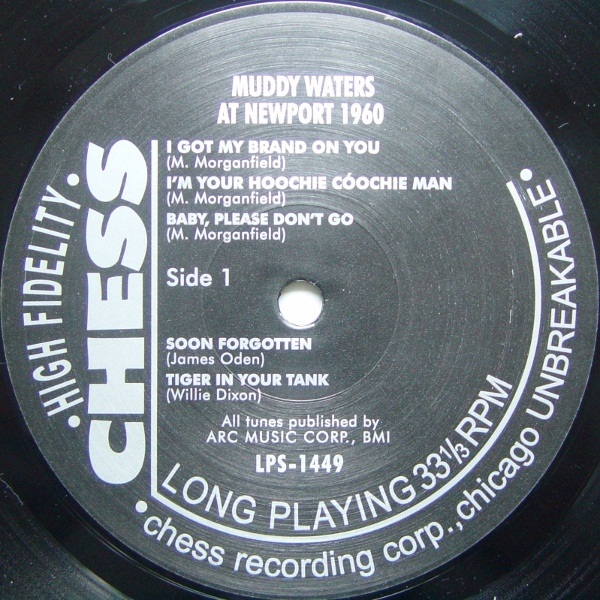 MUDDY WATERS
AT NEWPORT 1960
I GOT MY BRAND ON YOU
(M. Morganfield)
I'M YOUR HOOCHIE CÓOCHIE MAN
(M. Morganfield)
BABY, PLEASE DON'T GO
(M. Morganfield)
Side 1
SOON FORGOTTEN
(James Oden)
TIGER IN YOUR TANK
(Willie Dixon)
All tunes published by
ARC MUSIC CORP., BMI
LPS-1449
• HIGH FIDELITY •
CHESS
LONG PLAYING 33 1/3 RPM
• chess recording corp., chicago UNBREAKABLE •